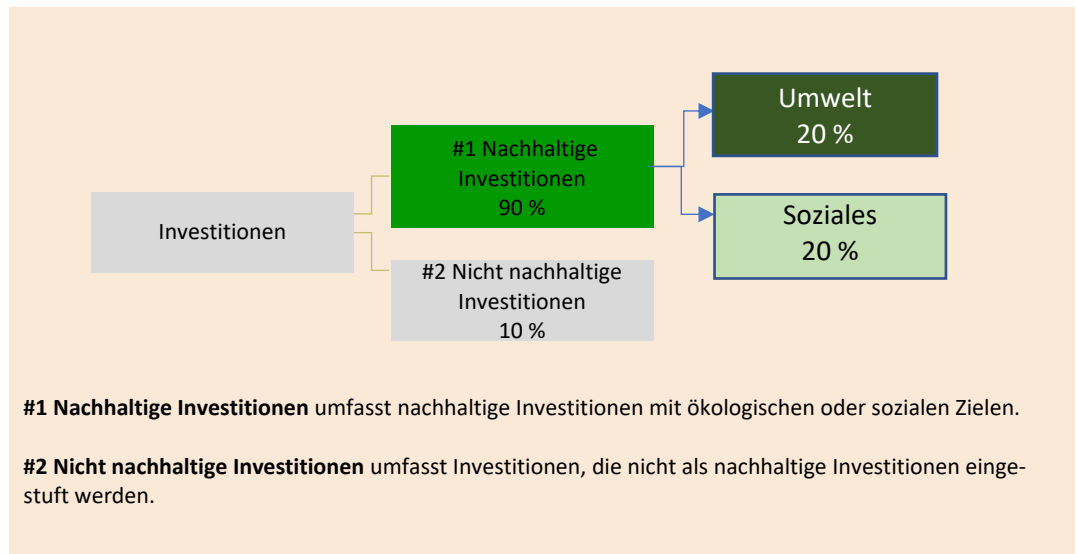 Umwelt
20 %
#1 Nachhaltige
Investitionen
90 %
Investitionen
Soziales
20 %
#2 Nicht nachhaltige
Investitionen
10 %
#1 Nachhaltige Investitionen umfasst nachhaltige Investitionen mit ökologischen oder sozialen Zielen.
#2 Nicht nachhaltige Investitionen umfasst Investitionen, die nicht als nachhaltige Investitionen einge-
stuft werden.